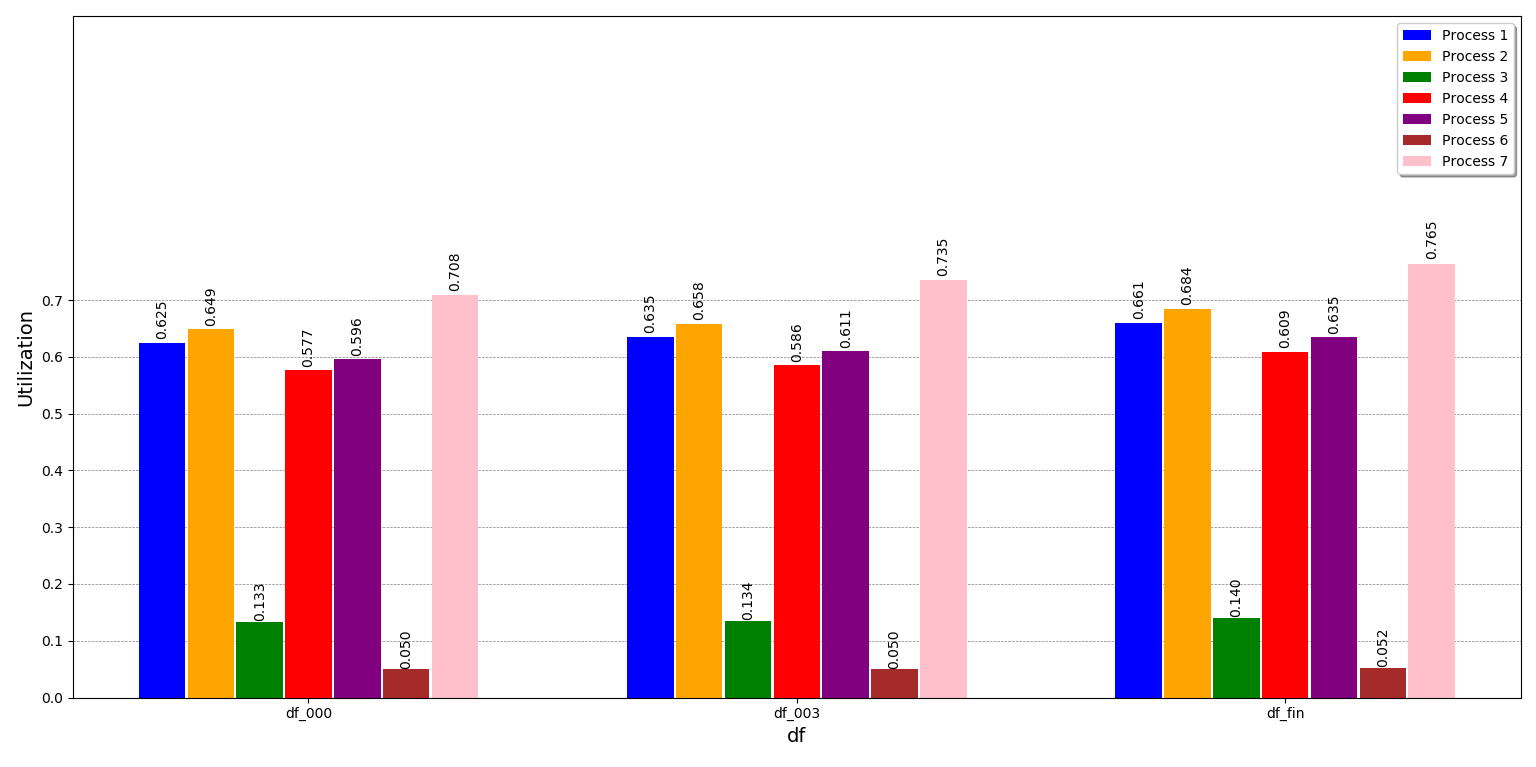 Process 1
Process 2
Process 3
Process 4
Process 5
Process 6
Process 7
Utilization
0.7
0.6
0.5
0.4
0.3
0.2
0.1
0.0
0.625
0.649
0.133
0.577
0.596
0.050
0.708
0.635
0.658
0.134
0.586
0.611
0.050
0.735
0.661
0.684
0.140
0.609
0.635
0.052
0.765
df_000
df_003
df_fin
df